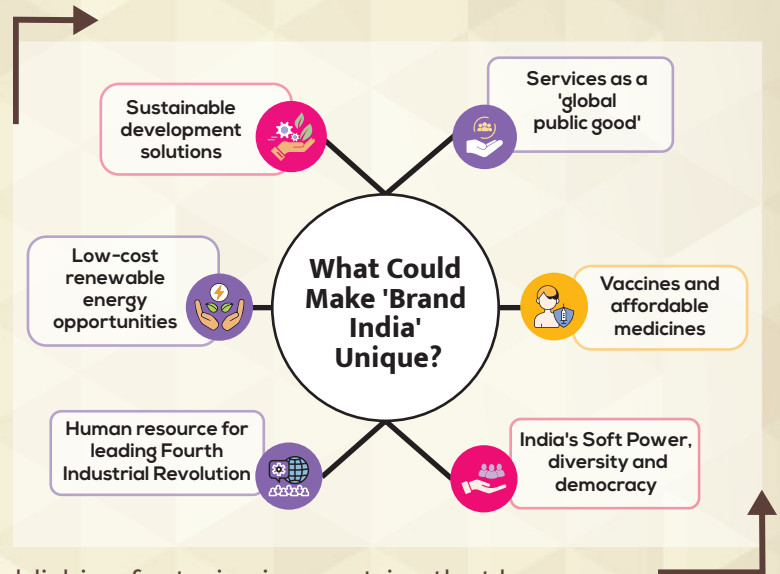 What Could
Make 'Brand
India'
Unique?
Sustainable
development
solutions
Services as a
'global
public good'
Low-cost
renewable
energy
opportunities
Vaccines and
affordable
medicines
Human resource for
leading Fourth
Industrial Revolution
India's Soft Power,
diversity and
democracy